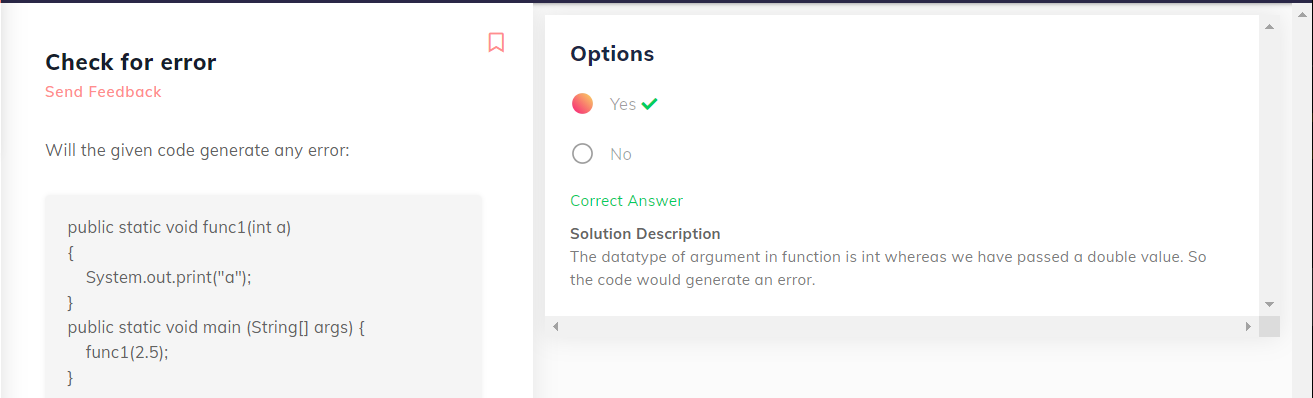 Check for error
Send Feedback
Will the given code generate any error:
public static void func1(int a)
{
System.out.print("a");
}
public static void main (String[] args) {
func1(2.5);
}
Options
Yes
No
Correct Answer
Solution Description
The datatype of argument in function is int whereas we have passed a double value. So
the code would generate an error.